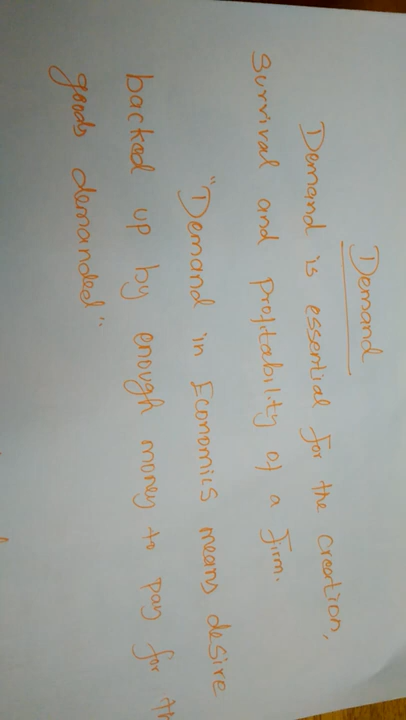 Demand
Demand is essential for the creation,
Survival and Profitability of a Firm.
"Demand in Economics means desire
backed up by enough money to pay for th
goods demanded".